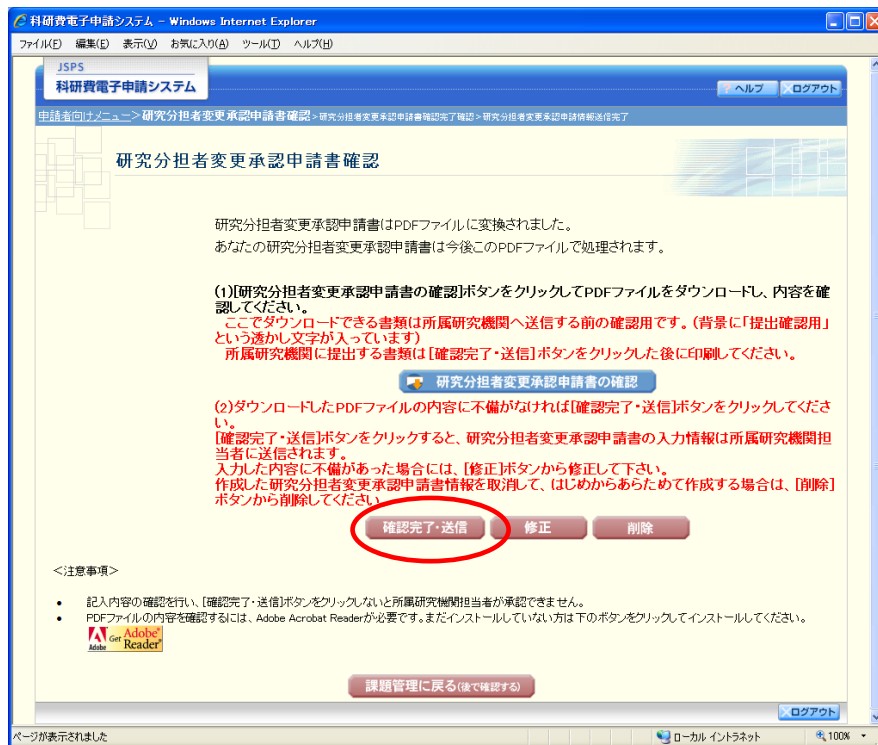 科研費電子申請システム - Windows Internet Explorer
ファイル(F) 編集(E) 表示(V) お気に入り(A) ツール(T) ヘルプ(H)
JSPS
科研費電子申請システム
ヘルプ ログアウト
申請者向けメニュー>研究分担者変更承認申請書確認>研究分担者変更承認申請書確認完了確認>研究分担者変更承認申請情報送信完了
研究分担者変更承認申請書確認
研究分担者変更承認申請書はPDFファイルに変換されました。
あなたの研究分担者変更承認申請書は今後このPDFファイルで処理されます。
(1)[研究分担者変更承認申請書の確認]ボタンをクリックしてPDFファイルをダウンロードし、内容を確
認してください。
ここでダウンロードできる書類は所属研究機関へ送信する前の確認用です。(背景に「提出確認用」
という透かし文字が入っています)
所属研究機関に提出する書類は[確認完了・送信]ボタンをクリックした後に印刷してください。
研究分担者変更承認申請書の確認
(2)ダウンロードしたPDFファイルの内容に不備がなければ[確認完了・送信]ボタンをクリックしてくださ
い。
[確認完了・送信]ボタンをクリックすると、研究分担者変更承認申請書の入力情報は所属研究機関担
当者に送信されます。
入力した内容に不備があった場合には、[修正]ボタンから修正して下さい。
作成した研究分担者変更承認申請書情報を取消して、はじめからあらためて作成する場合は、[削除]
ボタンから削除してください
確認完了・送信 修正 削除
<注意事項>
• 記入内容の確認を行い、[確認完了・送信]ボタンをクリックしないと所属研究機関担当者が承認できません。
• PDFファイルの内容を確認するには、Adobe Acrobat Readerが必要です。まだインストールしていない方は下のボタンをクリックしてインストールしてください。
Adobe Get Adobe® Reader®
課題管理に戻る(後で確認する)
ログアウト
ページが表示されました ローカル イントラネット 100%